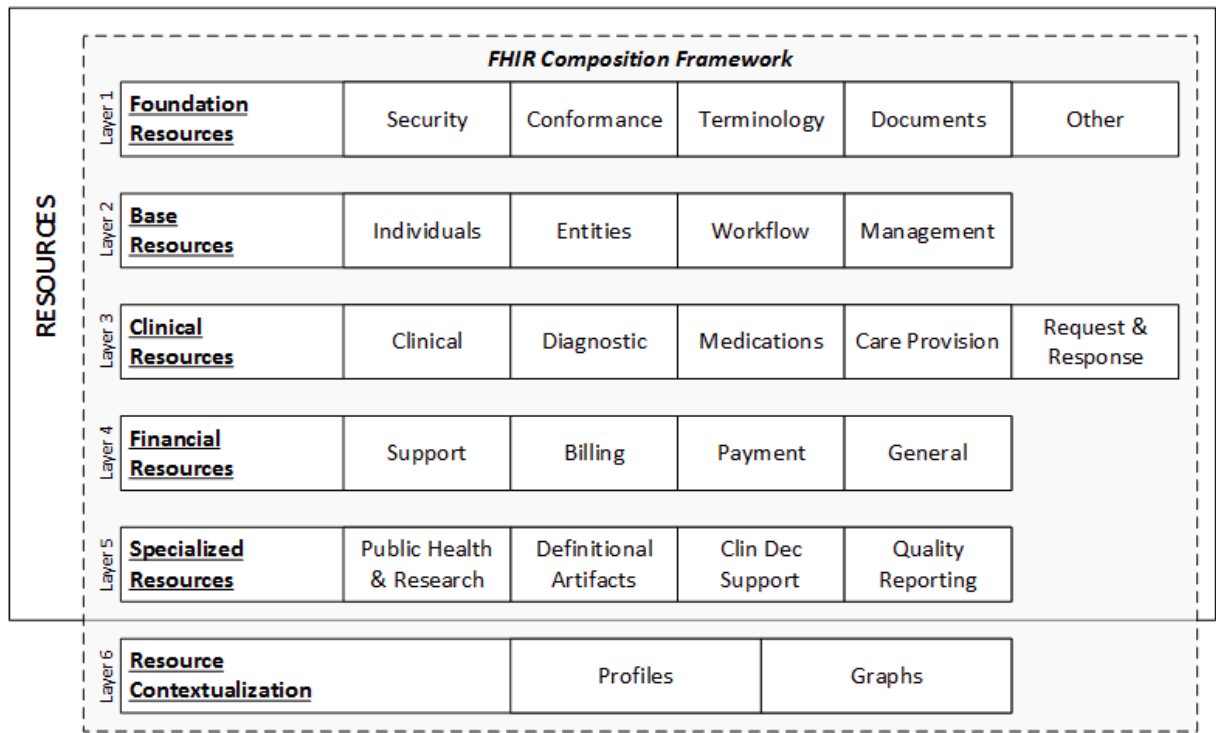 FHIR Composition Framework
RESOURCES
Layer 1
Foundation
Resources
Security
Conformance
Terminology
Documents
Other
Layer 2
Base
Resources
Individuals
Entities
Workflow
Management
Layer 3
Clinical
Resources
Clinical
Diagnostic
Medications
Care Provision
Request &
Response
Layer 4
Financial
Resources
Support
Billing
Payment
General
Layer 5
Specialized
Resources
Public Health
& Research
Definitional
Artifacts
Clin Dec
Support
Quality
Reporting
Layer 6
Resource
Contextualization
Profiles
Graphs